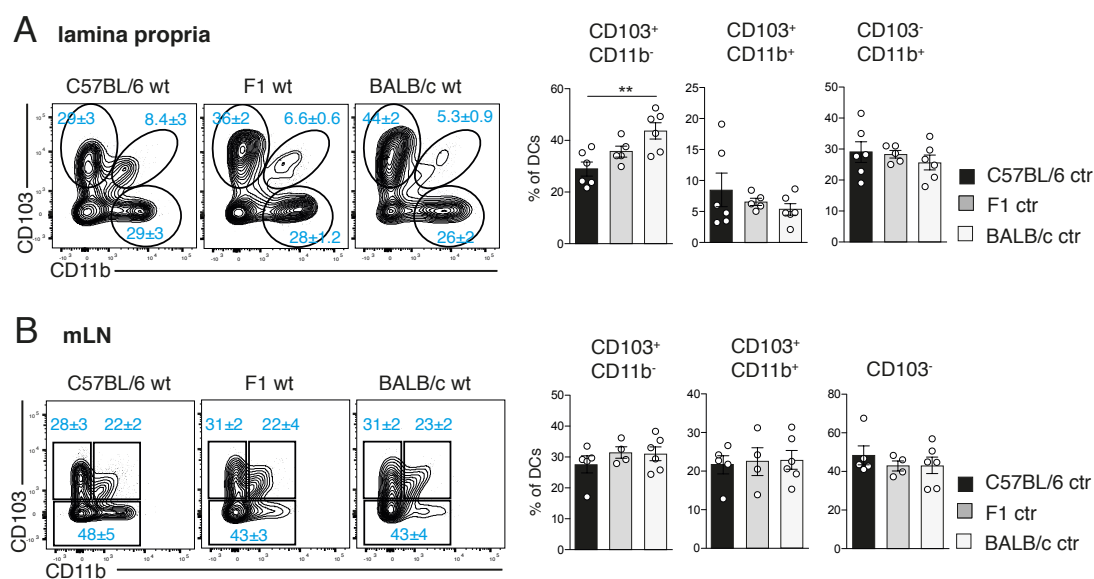 A lamina propria
C57BL/6 wt F1 wt BALB/c wt
29±3 8.4±3 36±2 6.6±0.6 44±2 5.3±0.9
29±3 28±1.2 26±2
CD103
CD11b
CD103⁺ CD11b⁻
CD103⁺ CD11b⁺
CD103⁻ CD11b⁺
**
% of DCs
60 40 20 0
25 20 15 10 5 0
50 40 30 20 10 0
C57BL/6 ctr
F1 ctr
BALB/c ctr
B mLN
C57BL/6 wt F1 wt BALB/c wt
28±3 22±2 31±2 22±4 31±2 23±2
48±5 43±3 43±4
CD103
CD11b
CD103⁺ CD11b⁻
CD103⁺ CD11b⁺
CD103⁻
% of DCs
50 40 30 20 10 0
40 30 20 10 0
80 60 40 20 0
C57BL/6 ctr
F1 ctr
BALB/c ctr